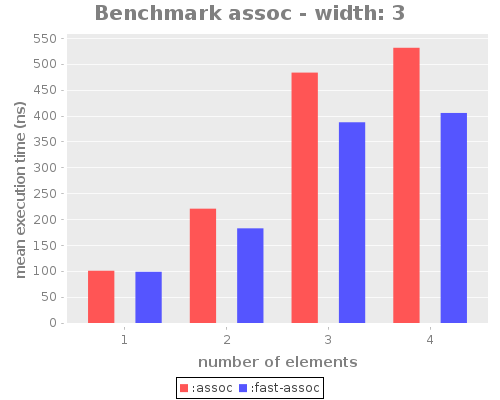 Benchmark assoc - width: 3
mean execution time (ns)
550
500
450
400
350
300
250
200
150
100
50
0
1 2 3 4
number of elements
:assoc :fast-assoc